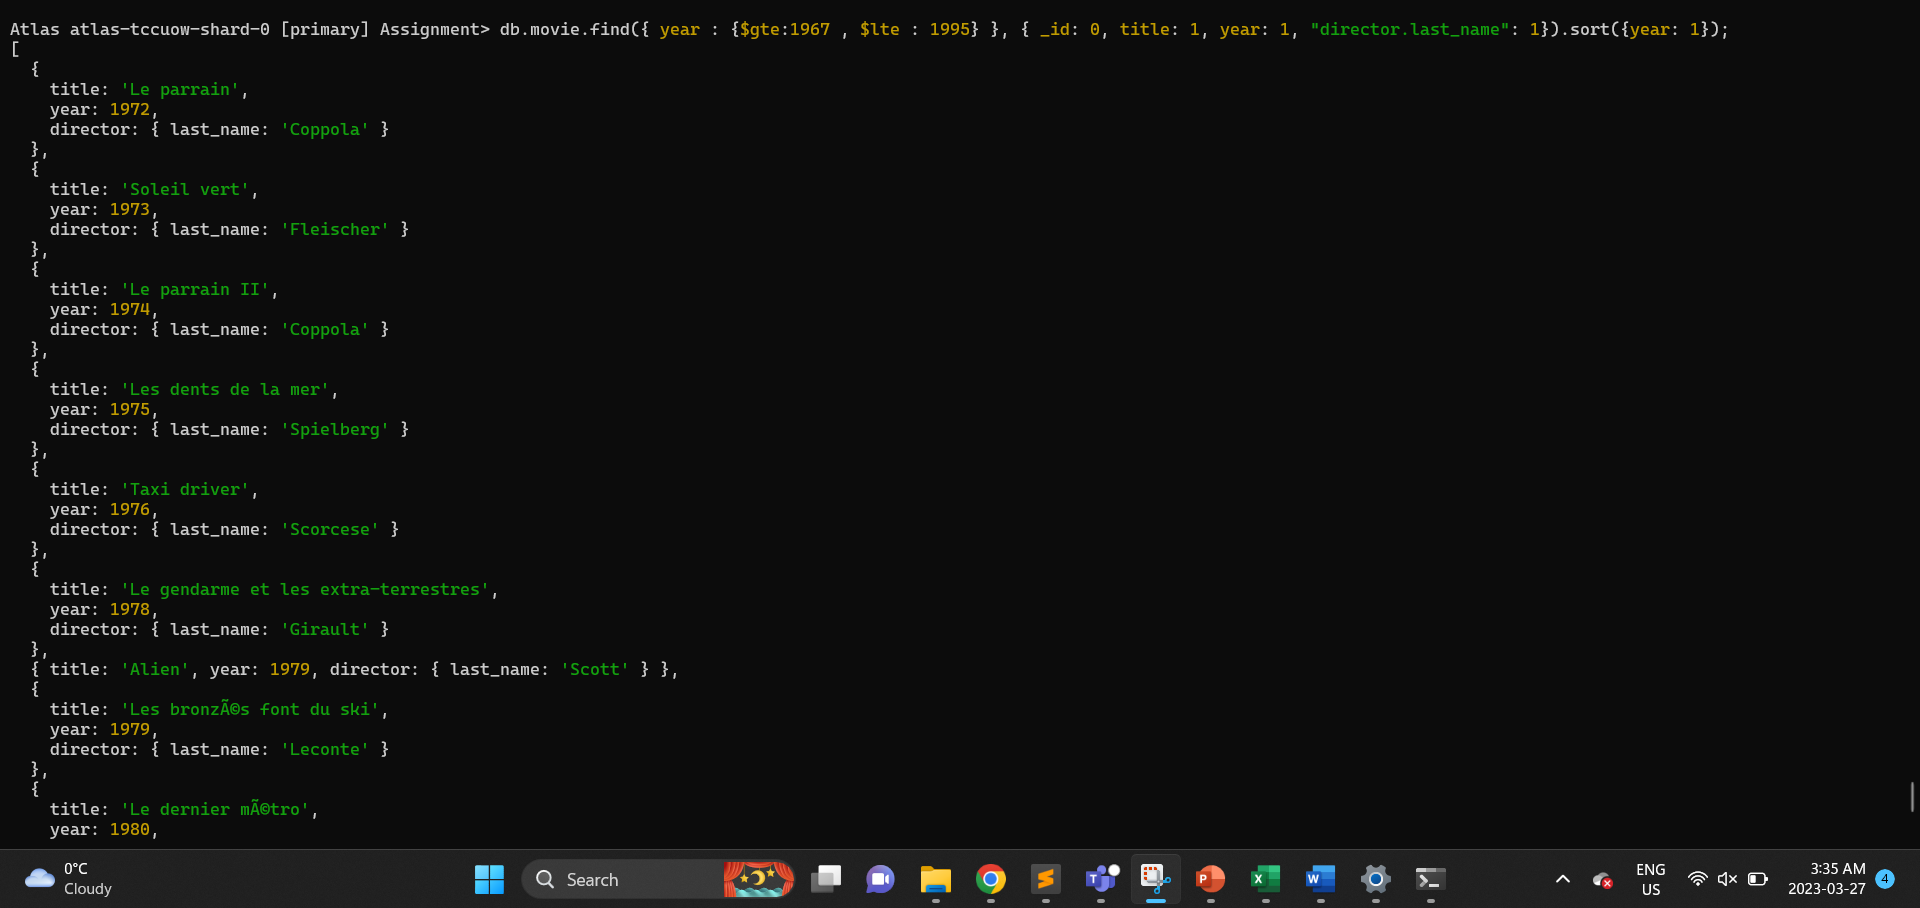 Atlas atlas-tccuow-shard-0 [primary] Assignment> db.movie.find({ year : {$gte:1967 , $lte : 1995} }, { _id: 0, title: 1, year: 1, "director.last_name": 1}).sort({year: 1});
[
  {
    title: 'Le parrain',
    year: 1972,
    director: { last_name: 'Coppola' }
  },
  {
    title: 'Soleil vert',
    year: 1973,
    director: { last_name: 'Fleischer' }
  },
  {
    title: 'Le parrain II',
    year: 1974,
    director: { last_name: 'Coppola' }
  },
  {
    title: 'Les dents de la mer',
    year: 1975,
    director: { last_name: 'Spielberg' }
  },
  {
    title: 'Taxi driver',
    year: 1976,
    director: { last_name: 'Scorcese' }
  },
  {
    title: 'Le gendarme et les extra-terrestres',
    year: 1978,
    director: { last_name: 'Girault' }
  },
  { title: 'Alien', year: 1979, director: { last_name: 'Scott' } },
  {
    title: 'Les bronzÃ©s font du ski',
    year: 1979,
    director: { last_name: 'Leconte' }
  },
  {
    title: 'Le dernier mÃ©tro',
    year: 1980,
0°C
Cloudy
Search
ENG
US
3:35 AM
2023-03-27
4